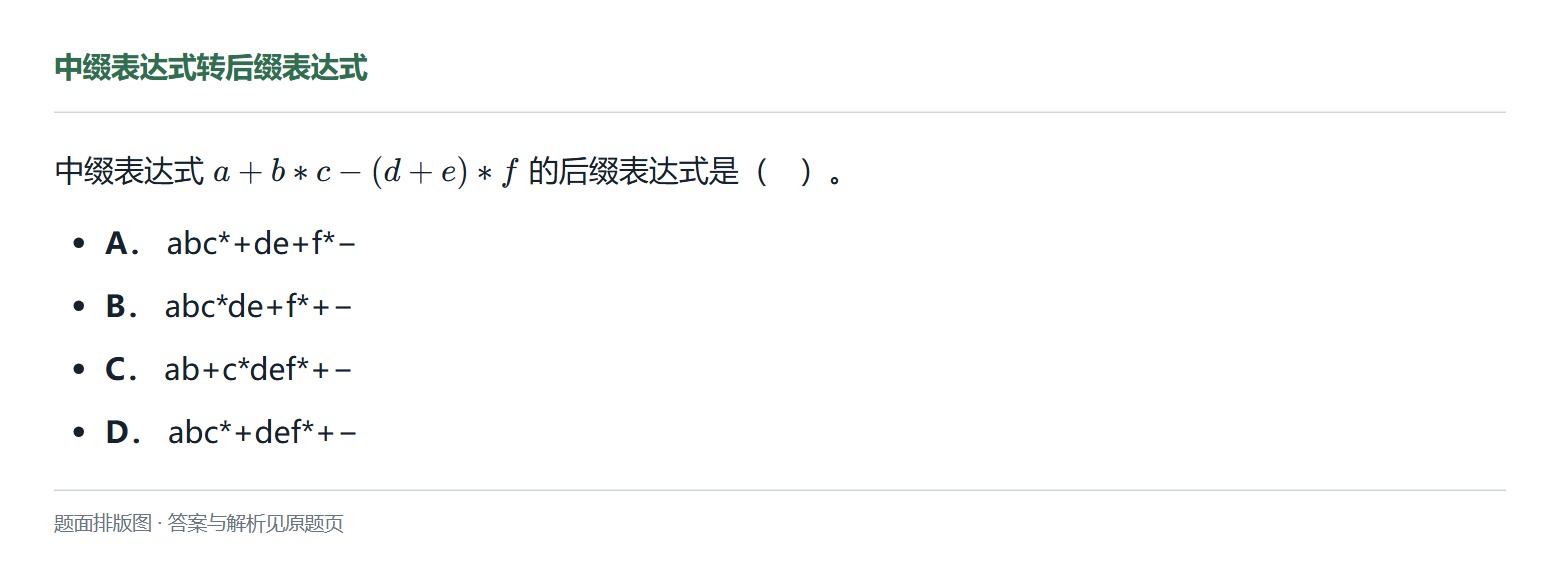 中缀表达式转后缀表达式
中缀表达式 a + b * c − (d + e) * f 的后缀表达式是（　）。
• A． abc*+de+f*−
• B． abc*de+f*+−
• C． ab+c*def*+−
• D． abc*+def*+−
题面排版图 · 答案与解析见原题页